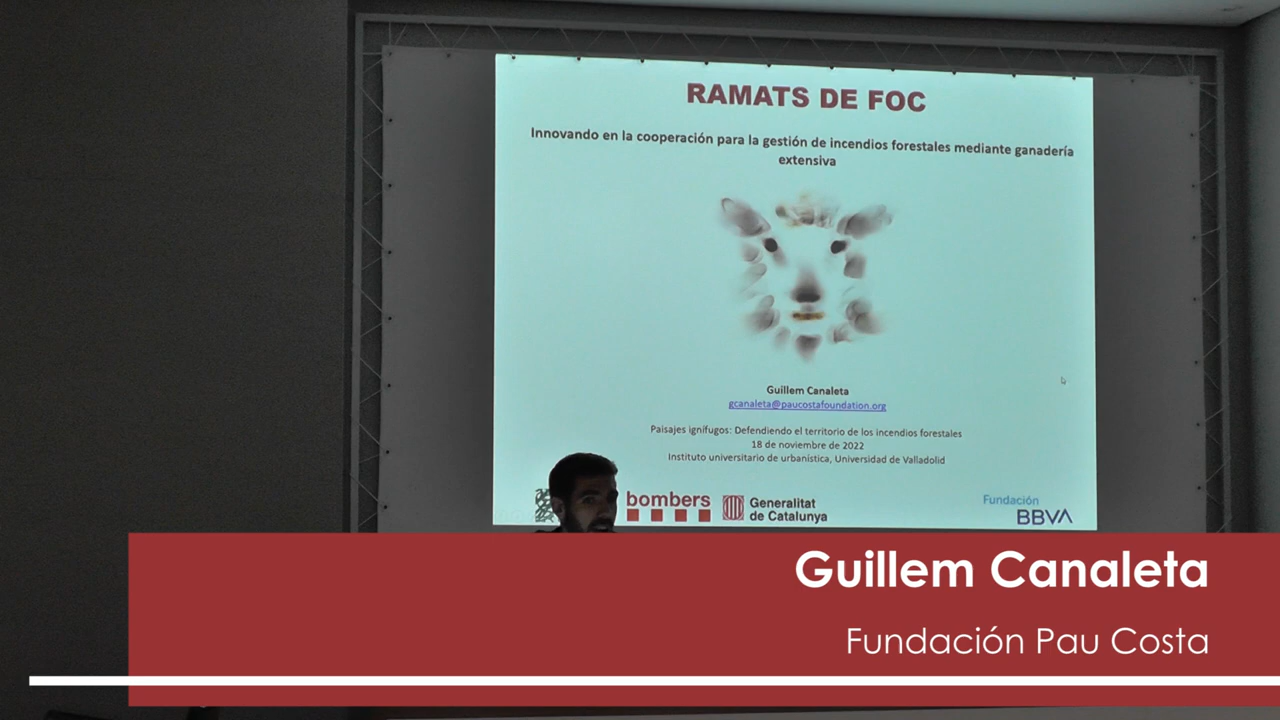 RAMATS DE FOC
Innovando en la cooperación para la gestión de incendios forestales mediante ganadería
extensiva
Guillem Canaleta
gcanaleta@paucostafoundation.org
Paisajes ignífugos: Defendiendo el territorio de los incendios forestales
18 de noviembre de 2022
Instituto universitario de urbanística, Universidad de Valladolid
bombers
Generalitat
de Catalunya
Fundación
BBVA
Guillem Canaleta
Fundación Pau Costa